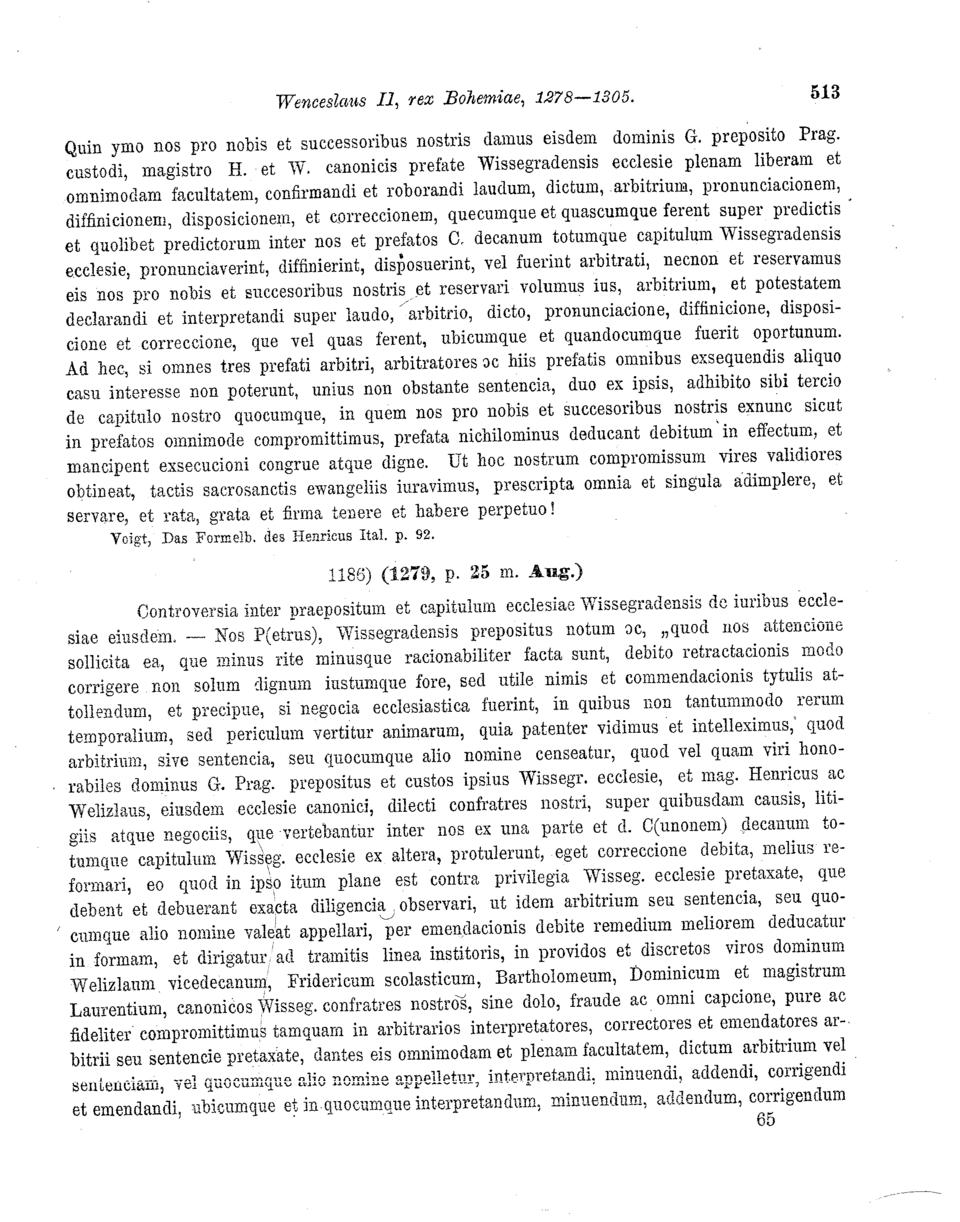 Wenceslaus II, rex Bohemiae, 1278—1305. 513
Quin ymo nos pro nobis et successoribus nostris damus eisdem dominis G. preposito Prag.
custodi, magistro H. et W. canonicis prefate Wissegradensis ecclesie plenam liberam et
omnimodam facultatem, confirmandi et roborandi laudum, dictum, arbitrium, pronunciacionem,
diffinicionem, disposicionem, et correccionem, quecumque et quascumque ferent super predictis
et quolibet predictorum inter nos et prefatos C. decanum totumque capitulum Wissegradensis
ecclesie, pronunciaverint, diffinierint, disposuerint, vel fuerint arbitrati, necnon et reservamus
eis nos pro nobis et succesoribus nostris et reservari volumus ius, arbitrium, et potestatem
declarandi et interpretandi super laudo, arbitrio, dicto, pronunciacione, diffinicione, disposi-
cione et correccione, que vel quas ferent, ubicumque et quandocumque fuerit oportunum.
Ad hec, si omnes tres prefati arbitri, arbitratores ɔc hiis prefatis omnibus exsequendis aliquo
casu interesse non poterunt, unius non obstante sentencia, duo ex ipsis, adhibito sibi tercio
de capitulo nostro quocumque, in quem nos pro nobis et succesoribus nostris exnunc sicut
in prefatos omnimode compromittimus, prefata nichilominus deducant debitum in effectum, et
mancipent exsecucioni congrue atque digne. Ut hoc nostrum compromissum vires validiores
obtineat, tactis sacrosanctis ewangeliis iuravimus, prescripta omnia et singula adimplere, et
servare, et rata, grata et firma tenere et habere perpetuo!
Voigt, Das Formelb. des Henricus Ital. p. 92.
1186) (1279, p. 25 m. Aug.)
Controversia inter praepositum et capitulum ecclesiae Wissegradensis de iuribus eccle-
siae eiusdem. — Nos P(etrus), Wissegradensis prepositus notum ɔc, „quod nos attencione
sollicita ea, que minus rite minusque racionabiliter facta sunt, debito retractacionis modo
corrigere non solum dignum iustumque fore, sed utile nimis et commendacionis tytulis at-
tollendum, et precipue, si negocia ecclesiastica fuerint, in quibus non tantummodo rerum
temporalium, sed periculum vertitur animarum, quia patenter vidimus et intelleximus, quod
arbitrium, sive sentencia, seu quocumque alio nomine censeatur, quod vel quam viri hono-
rabiles dominus G. Prag. prepositus et custos ipsius Wissegr. ecclesie, et mag. Henricus ac
Welizlaus, eiusdem ecclesie canonici, dilecti confratres nostri, super quibusdam causis, liti-
giis atque negociis, que vertebantur inter nos ex una parte et d. C(unonem) decanum to-
tumque capitulum Wisseg. ecclesie ex altera, protulerunt, eget correccione debita, melius re-
formari, eo quod in ipso itum plane est contra privilegia Wisseg. ecclesie pretaxate, que
debent et debuerant exacta diligencia observari, ut idem arbitrium seu sentencia, seu quo-
cumque alio nomine valeat appellari, per emendacionis debite remedium meliorem deducatur
in formam, et dirigatur ad tramitis linea institoris, in providos et discretos viros dominum
Welizlaum vicedecanum, Fridericum scolasticum, Bartholomeum, Dominicum et magistrum
Laurentium, canonicos Wisseg. confratres nostros, sine dolo, fraude ac omni capcione, pure ac
fideliter compromittimus tamquam in arbitrarios interpretatores, correctores et emendatores ar-
bitrii seu sentencie pretaxate, dantes eis omnimodam et plenam facultatem, dictum arbitrium vel
sentenciam, vel quocumque alio nomine appelletur, interpretandi, minuendi, addendi, corrigendi
et emendandi, ubicumque et in quocumque interpretandum, minuendum, addendum, corrigendum
65